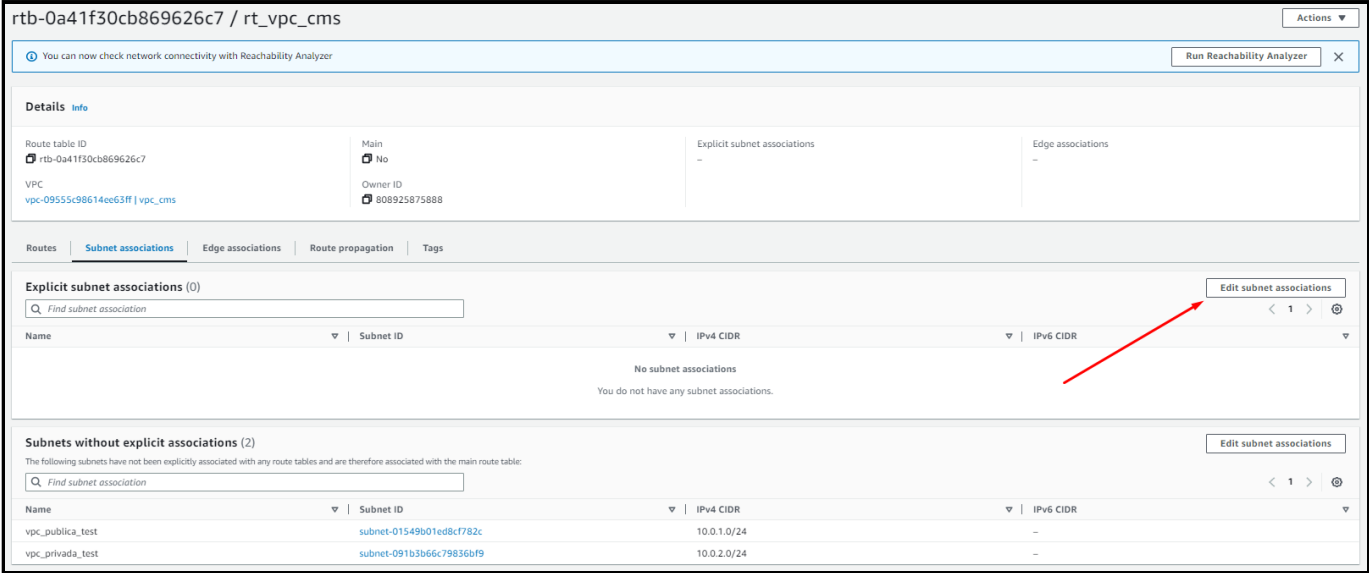 rtb-0a41f30cb869626c7 / rt_vpc_cms
Actions
You can now check network connectivity with Reachability Analyzer
Run Reachability Analyzer
Details Info
Route table ID
rtb-0a41f30cb869626c7
Main
No
Explicit subnet associations
–
Edge associations
–
VPC
vpc-09555c98614ee63ff | vpc_cms
Owner ID
808925875888
Routes
Subnet associations
Edge associations
Route propagation
Tags
Explicit subnet associations (0)
Edit subnet associations
Find subnet association
1
Name
Subnet ID
IPv4 CIDR
IPv6 CIDR
No subnet associations
You do not have any subnet associations.
Subnets without explicit associations (2)
Edit subnet associations
The following subnets have not been explicitly associated with any route tables and are therefore associated with the main route table:
Find subnet association
1
Name
Subnet ID
IPv4 CIDR
IPv6 CIDR
vpc_publica_test
subnet-01549b01ed8cf782c
10.0.1.0/24
–
vpc_privada_test
subnet-091b3b66c79836bf9
10.0.2.0/24
–